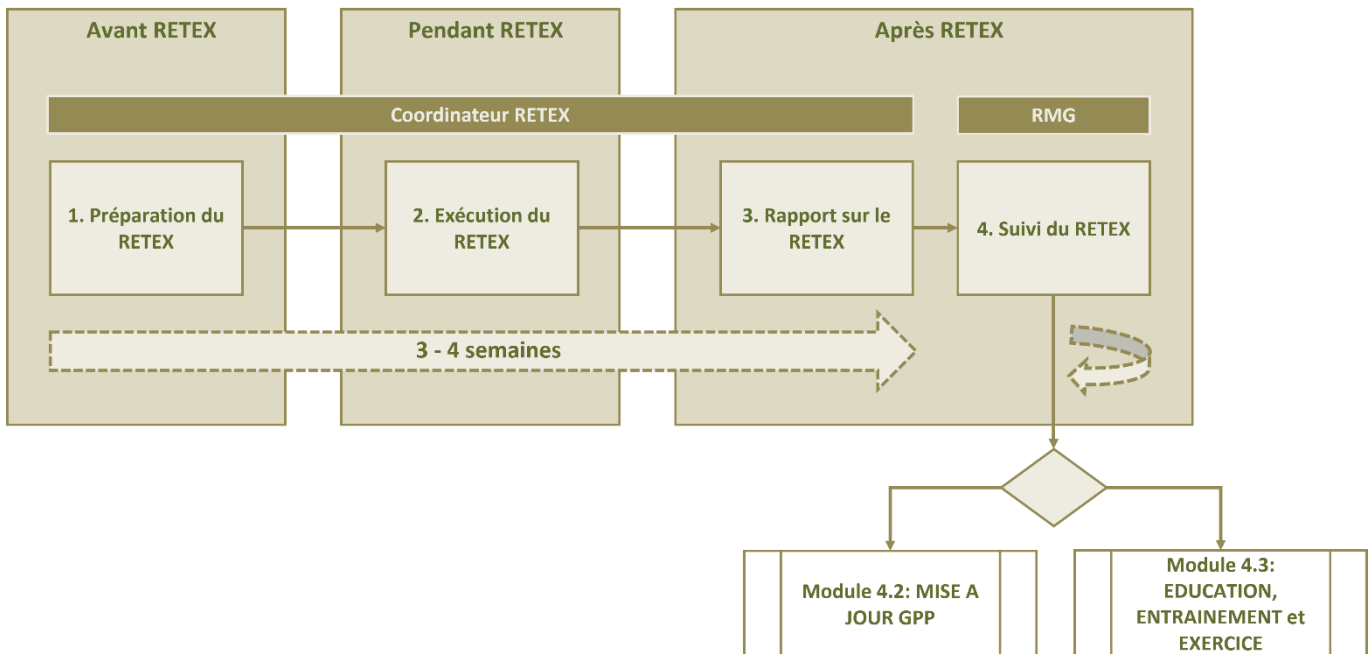 Avant RETEX
Pendant RETEX
Après RETEX
Coordinateur RETEX
RMG
1. Préparation du
RETEX
2. Exécution du
RETEX
3. Rapport sur le
RETEX
4. Suivi du RETEX
3 - 4 semaines
Module 4.2: MISE A
JOUR GPP
Module 4.3:
EDUCATION,
ENTRAINEMENT et
EXERCICE